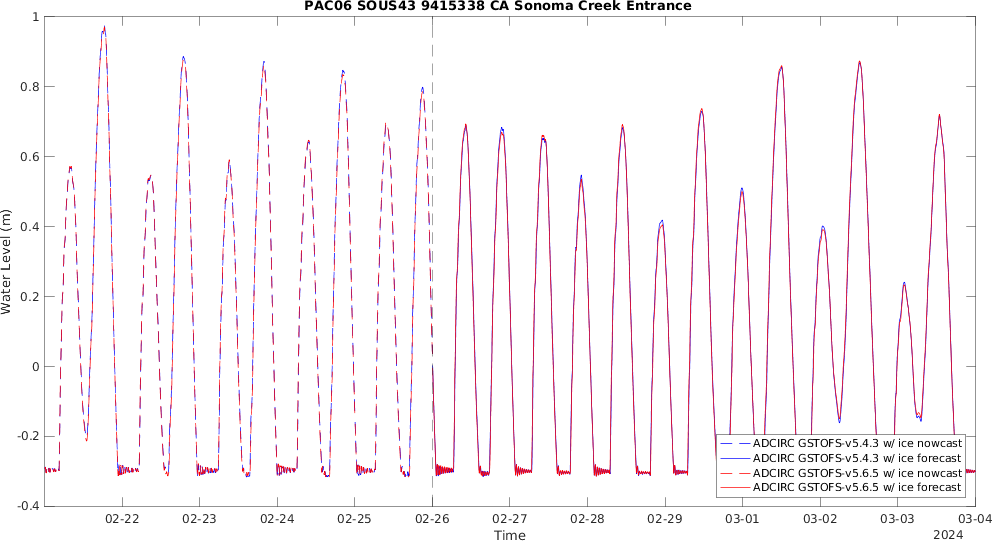 PAC06 SOUS43 9415338 CA Sonoma Creek Entrance
Water Level (m)
1
0.8
0.6
0.4
0.2
0
-0.2
-0.4
ADCIRC GSTOFS-v5.4.3 w/ ice nowcast
ADCIRC GSTOFS-v5.4.3 w/ ice forecast
ADCIRC GSTOFS-v5.6.5 w/ ice nowcast
ADCIRC GSTOFS-v5.6.5 w/ ice forecast
02-22 02-23 02-24 02-25 02-26 02-27 02-28 02-29 03-01 03-02 03-03 03-04
Time
2024